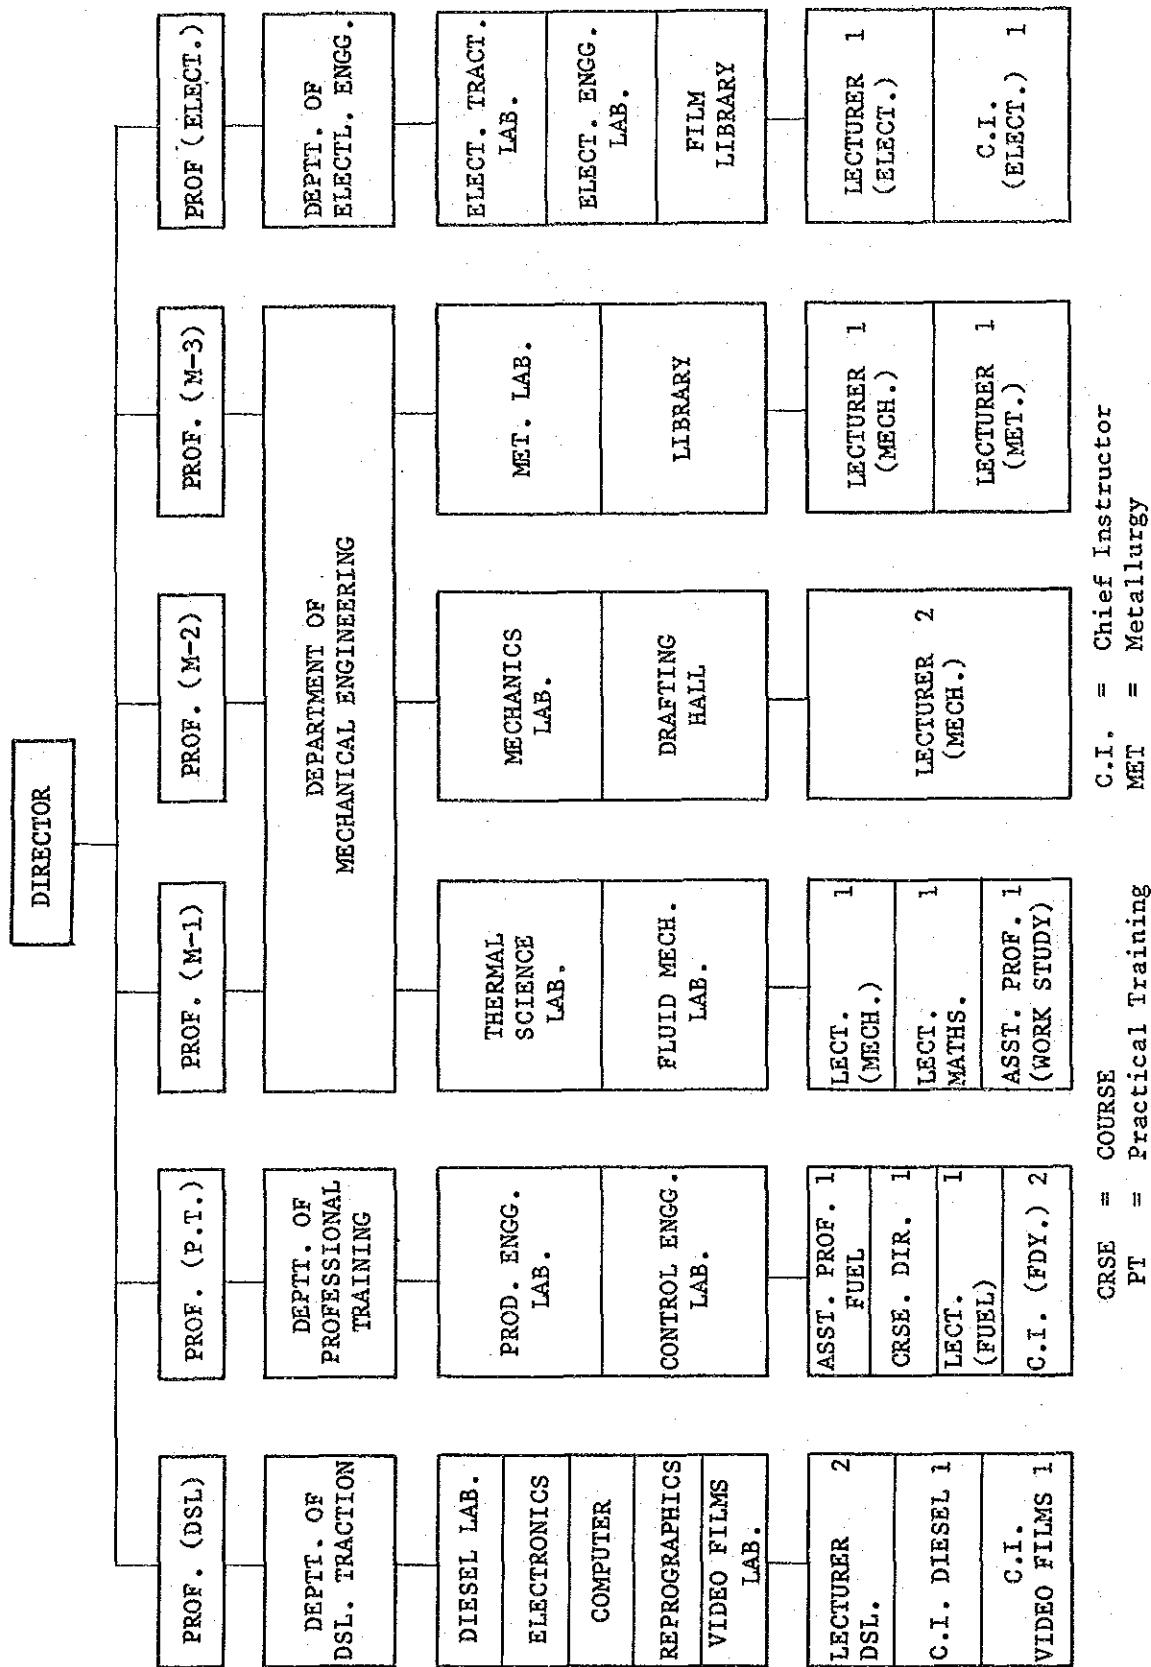 DIRECTOR
PROF. (DSL)
PROF. (P.T.)
PROF. (M-1)
PROF. (M-2)
PROF. (M-3)
PROF (ELECT.)
DEPTT. OF
DSL. TRACTION
DEPTT. OF
PROFESSIONAL
TRAINING
DEPARTMENT OF
MECHANICAL ENGINEERING
DEPTT. OF
ELECTL. ENGG.
DIESEL LAB.
ELECTRONICS
COMPUTER
REPROGRAPHICS
VIDEO FILMS
LAB.
PROD. ENGG.
LAB.
CONTROL ENGG.
LAB.
THERMAL
SCIENCE
LAB.
FLUID MECH.
LAB.
MECHANICS
LAB.
DRAFTING
HALL
MET. LAB.
LIBRARY
ELECT. TRACT.
LAB.
ELECT. ENGG.
LAB.
FILM
LIBRARY
LECTURER 2
DSL.
C.I. DIESEL 1
C.I.
VIDEO FILMS 1
ASST. PROF. 1
FUEL
CRSE. DIR. 1
LECT. 1
(FUEL)
C.I. (FDY.) 2
LECT. 1
(MECH.)
LECT. 1
MATHS.
ASST. PROF. 1
(WORK STUDY)
LECTURER 2
(MECH.)
LECTURER 1
(MECH.)
LECTURER 1
(MET.)
LECTURER 1
(ELECT.)
C.I. 1
(ELECT.)
CRSE = COURSE
PT = Practical Training
C.I. = Chief Instructor
MET = Metallurgy